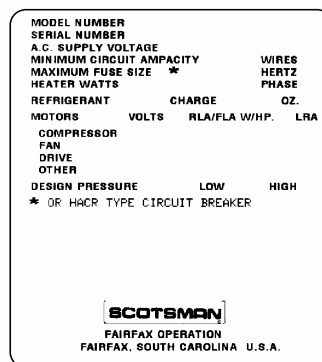 MODEL NUMBER
SERIAL NUMBER
A.C. SUPPLY VOLTAGE
MINIMUM CIRCUIT AMPACITY WIRES
MAXIMUM FUSE SIZE * HERTZ
HEATER WATTS PHASE
REFRIGERANT CHARGE OZ.
MOTORS VOLTS RLA/FLA W/HP. LRA
COMPRESSOR
FAN
DRIVE
OTHER
DESIGN PRESSURE LOW HIGH
* OR HACR TYPE CIRCUIT BREAKER
SCOTSMAN
FAIRFAX OPERATION
FAIRFAX, SOUTH CAROLINA U.S.A.